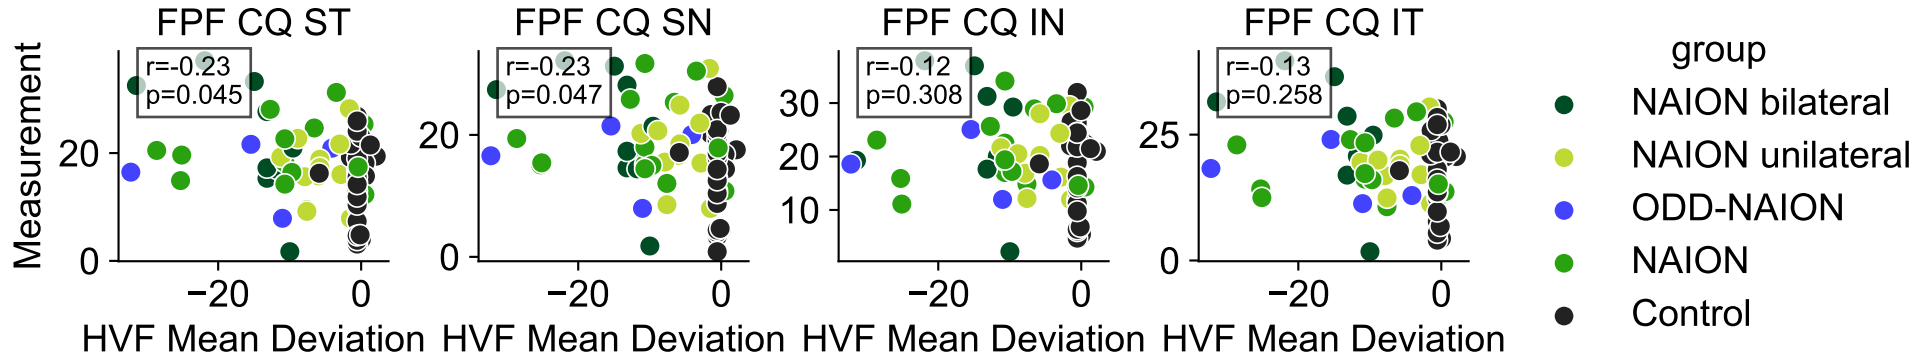 FPF CQ ST
FPF CQ SN
FPF CQ IN
FPF CQ IT
Measurement
r=-0.23
p=0.045
20
0
−20
0
HVF Mean Deviation
r=-0.23
p=0.047
20
0
−20
0
HVF Mean Deviation
r=-0.12
p=0.308
30
20
10
−20
0
HVF Mean Deviation
r=-0.13
p=0.258
25
0
−20
0
HVF Mean Deviation
group
NAION bilateral
NAION unilateral
ODD-NAION
NAION
Control